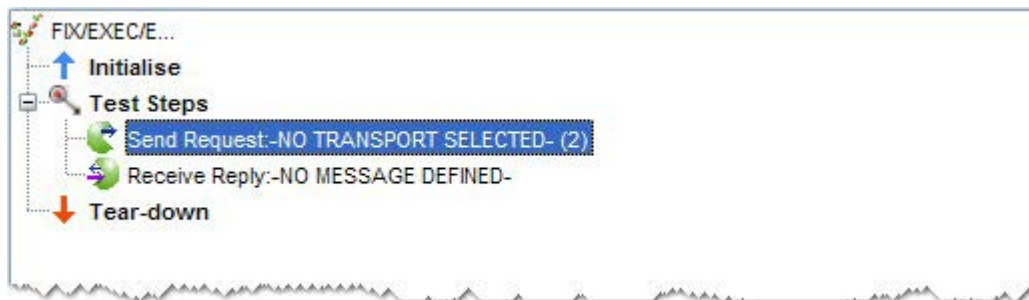 FIX/EXEC/E...
Initialise
Test Steps
Send Request:-NO TRANSPORT SELECTED- (2)
Receive Reply:-NO MESSAGE DEFINED-
Tear-down